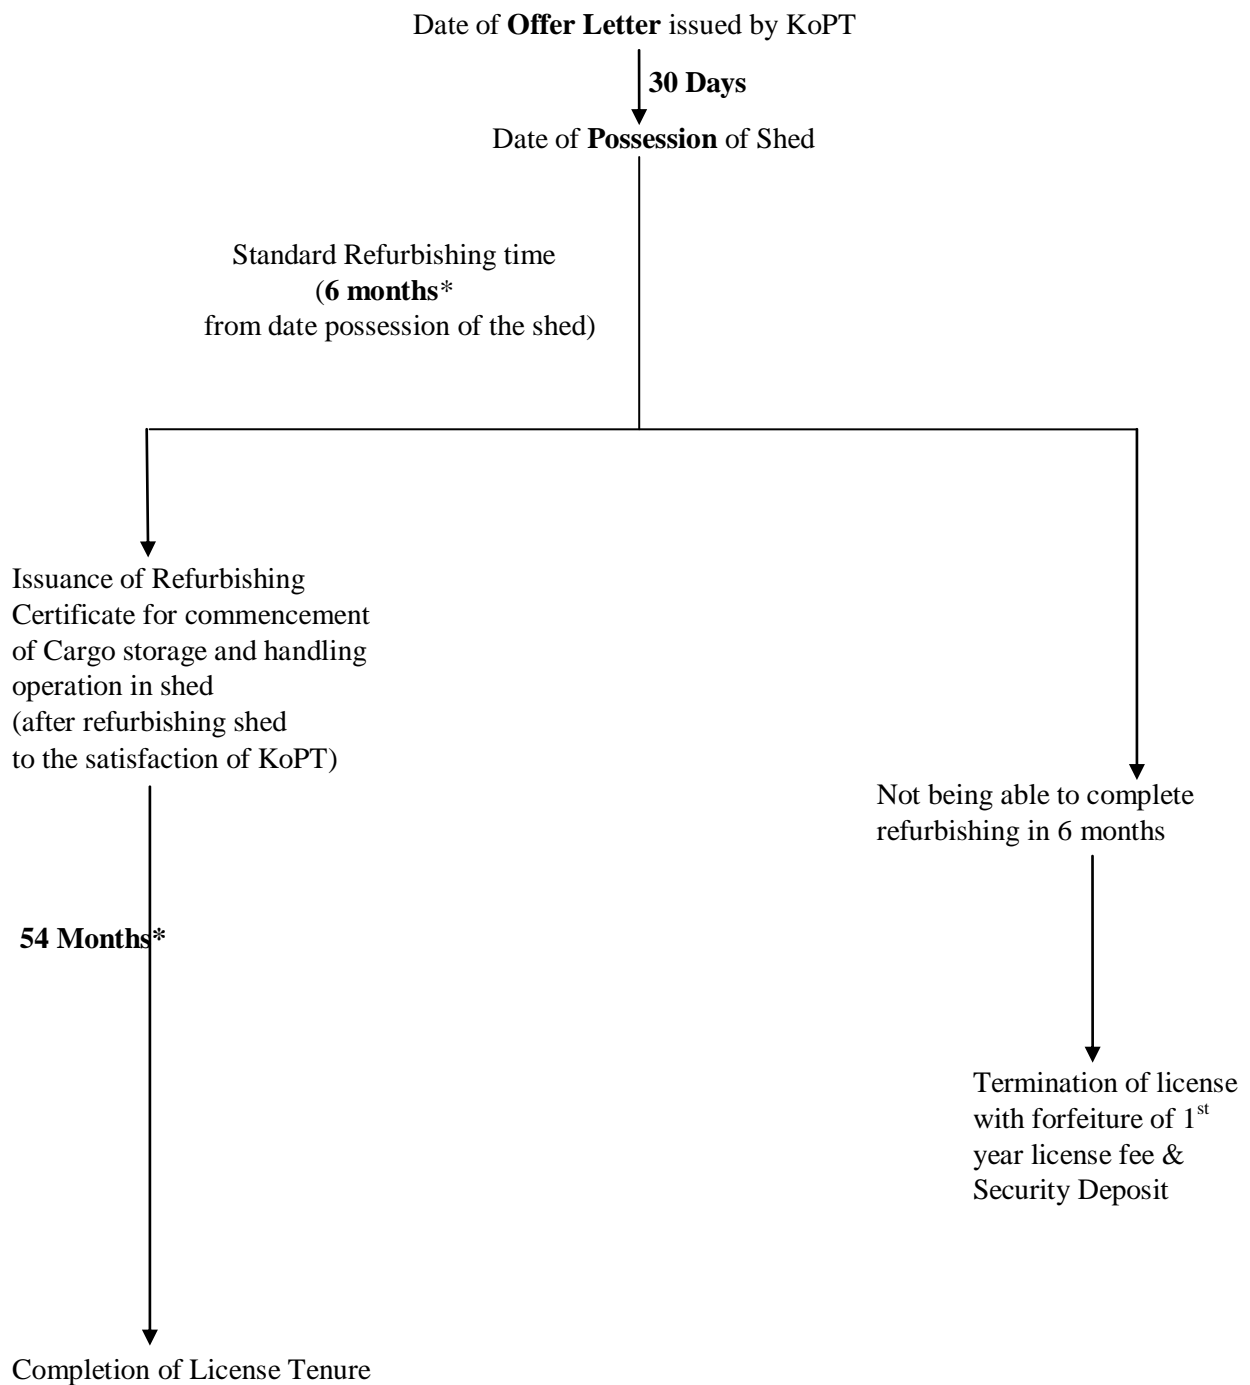 Date of Offer Letter issued by KoPT
30 Days
Date of Possession of Shed
Standard Refurbishing time
(6 months*
from date possession of the shed)
Issuance of Refurbishing
Certificate for commencement
of Cargo storage and handling
operation in shed
(after refurbishing shed
to the satisfaction of KoPT)
Not being able to complete
refurbishing in 6 months
54 Months*
Termination of license
with forfeiture of 1st
year license fee &
Security Deposit
Completion of License Tenure